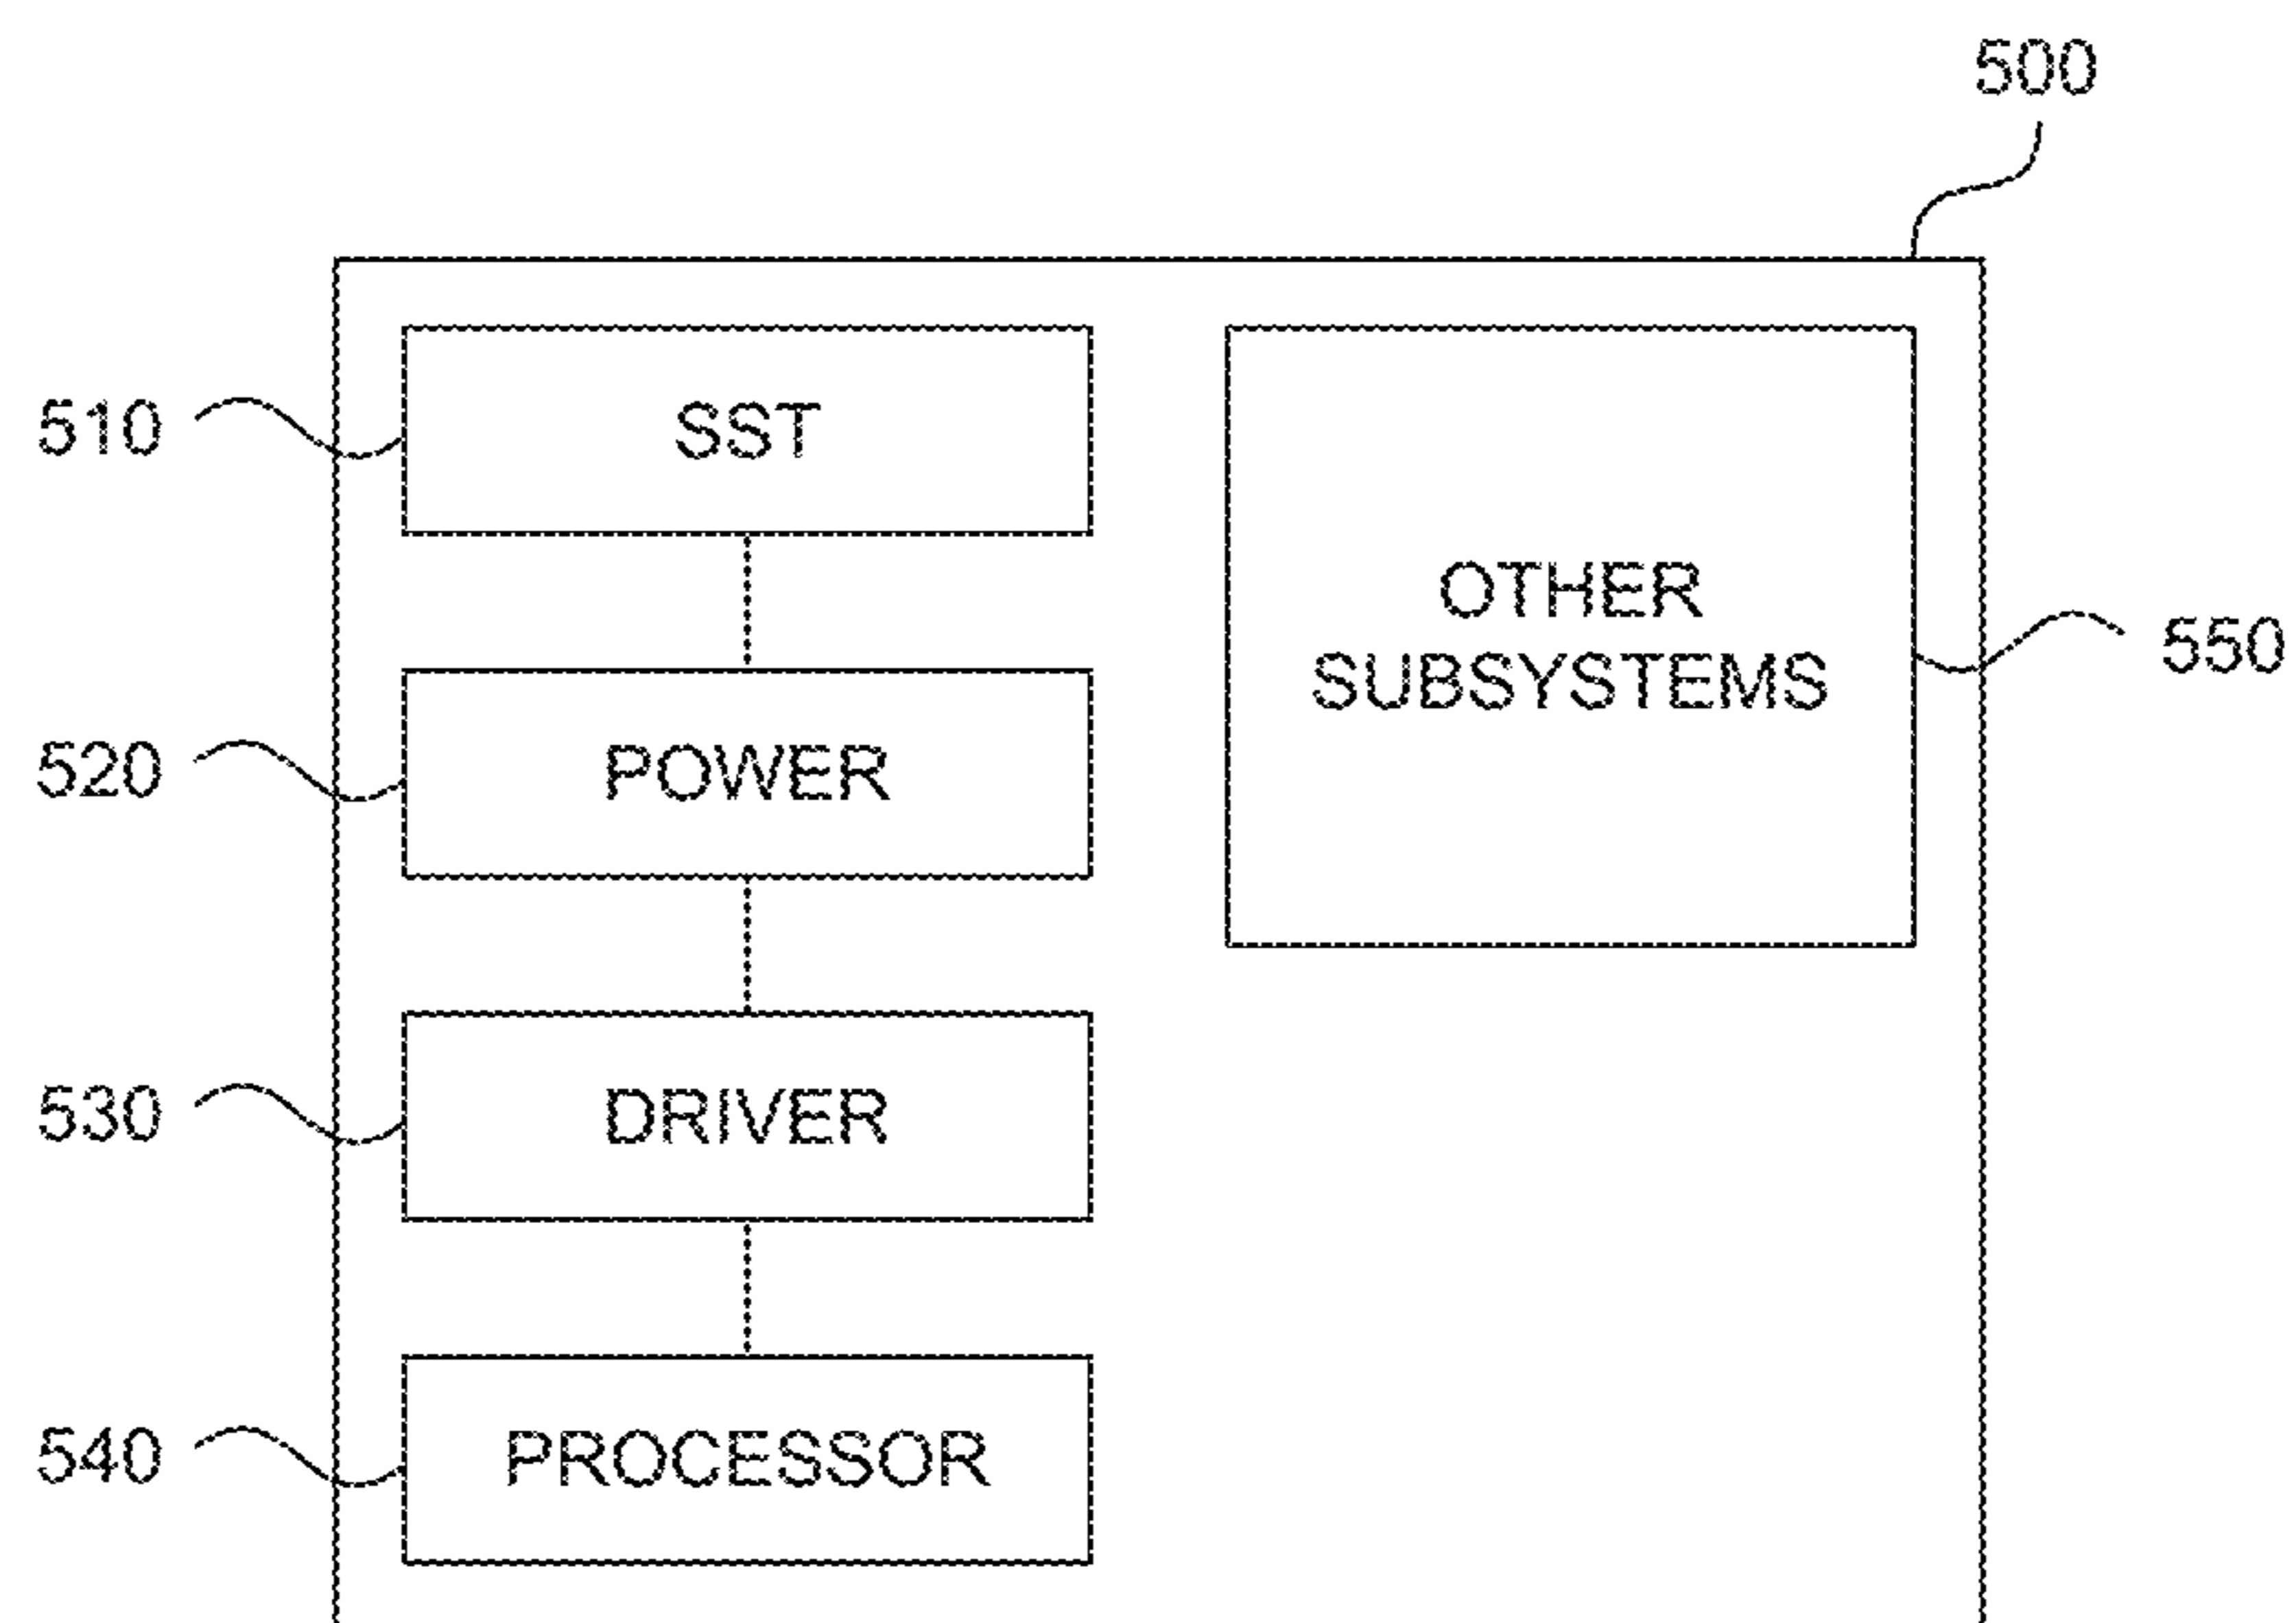 500
510
SST
OTHER
SUBSYSTEMS
550
520
POWER
530
DRIVER
540
PROCESSOR